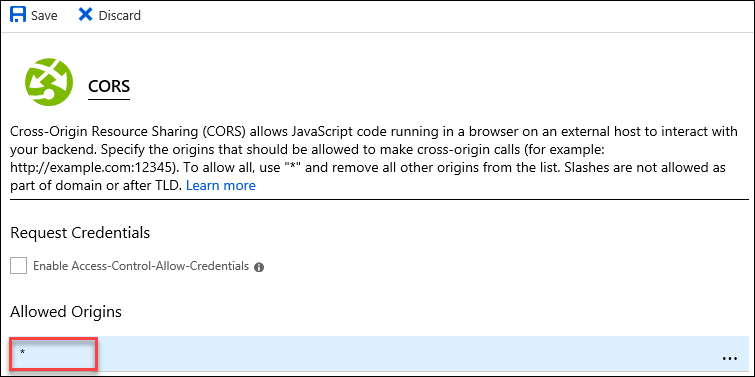 Save Discard
CORS
Cross-Origin Resource Sharing (CORS) allows JavaScript code running in a browser on an external host to interact with
your backend. Specify the origins that should be allowed to make cross-origin calls (for example:
http://example.com:12345). To allow all, use "*" and remove all other origins from the list. Slashes are not allowed as
part of domain or after TLD. Learn more
Request Credentials
Enable Access-Control-Allow-Credentials
Allowed Origins
* ...